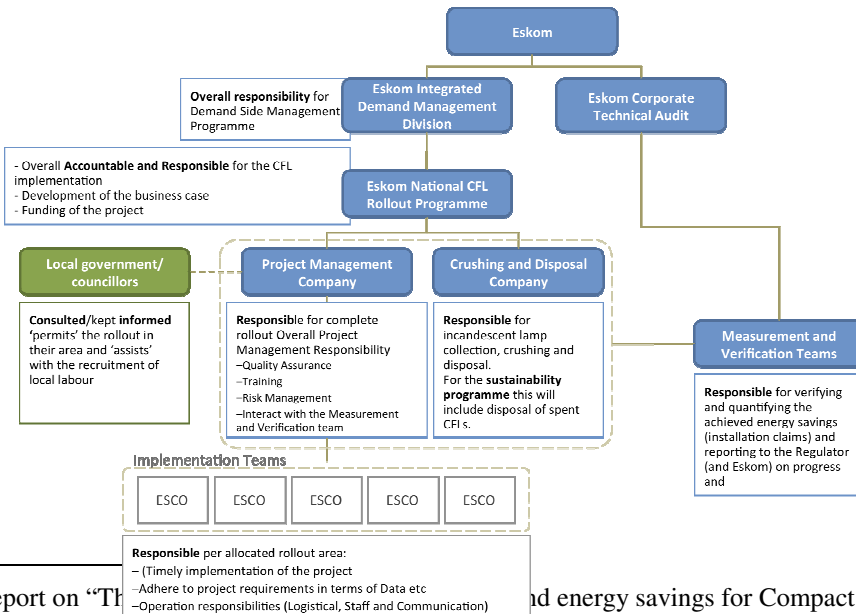 Eskom
Overall responsibility for
Demand Side Management
Programme
Eskom Integrated
Demand Management
Division
Eskom Corporate
Technical Audit
- Overall Accountable and Responsible for the CFL
implementation
- Development of the business case
- Funding of the project
Eskom National CFL
Rollout Programme
Local government/
councillors
Project Management
Company
Crushing and Disposal
Company
Consulted/kept informed
‘permits’ the rollout in
their area and ‘assists’
with the recruitment of
local labour
Responsible for complete
rollout Overall Project
Management Responsibility
–Quality Assurance
–Training
–Risk Management
–Interact with the Measurement
and Verification team
Responsible for
incandescent lamp
collection, crushing and
disposal.
For the sustainability
programme this will
include disposal of spent
CFLs.
Measurement and
Verification Teams
Responsible for verifying
and quantifying the
achieved energy savings
(installation claims) and
reporting to the Regulator
(and Eskom) on progress
and
Implementation Teams
ESCO ESCO ESCO ESCO ESCO
Responsible per allocated rollout area:
– (Timely implementation of the project
–Adhere to project requirements in terms of Data etc
–Operation responsibilities (Logistical, Staff and Communication)
on “ energy savings for Compact